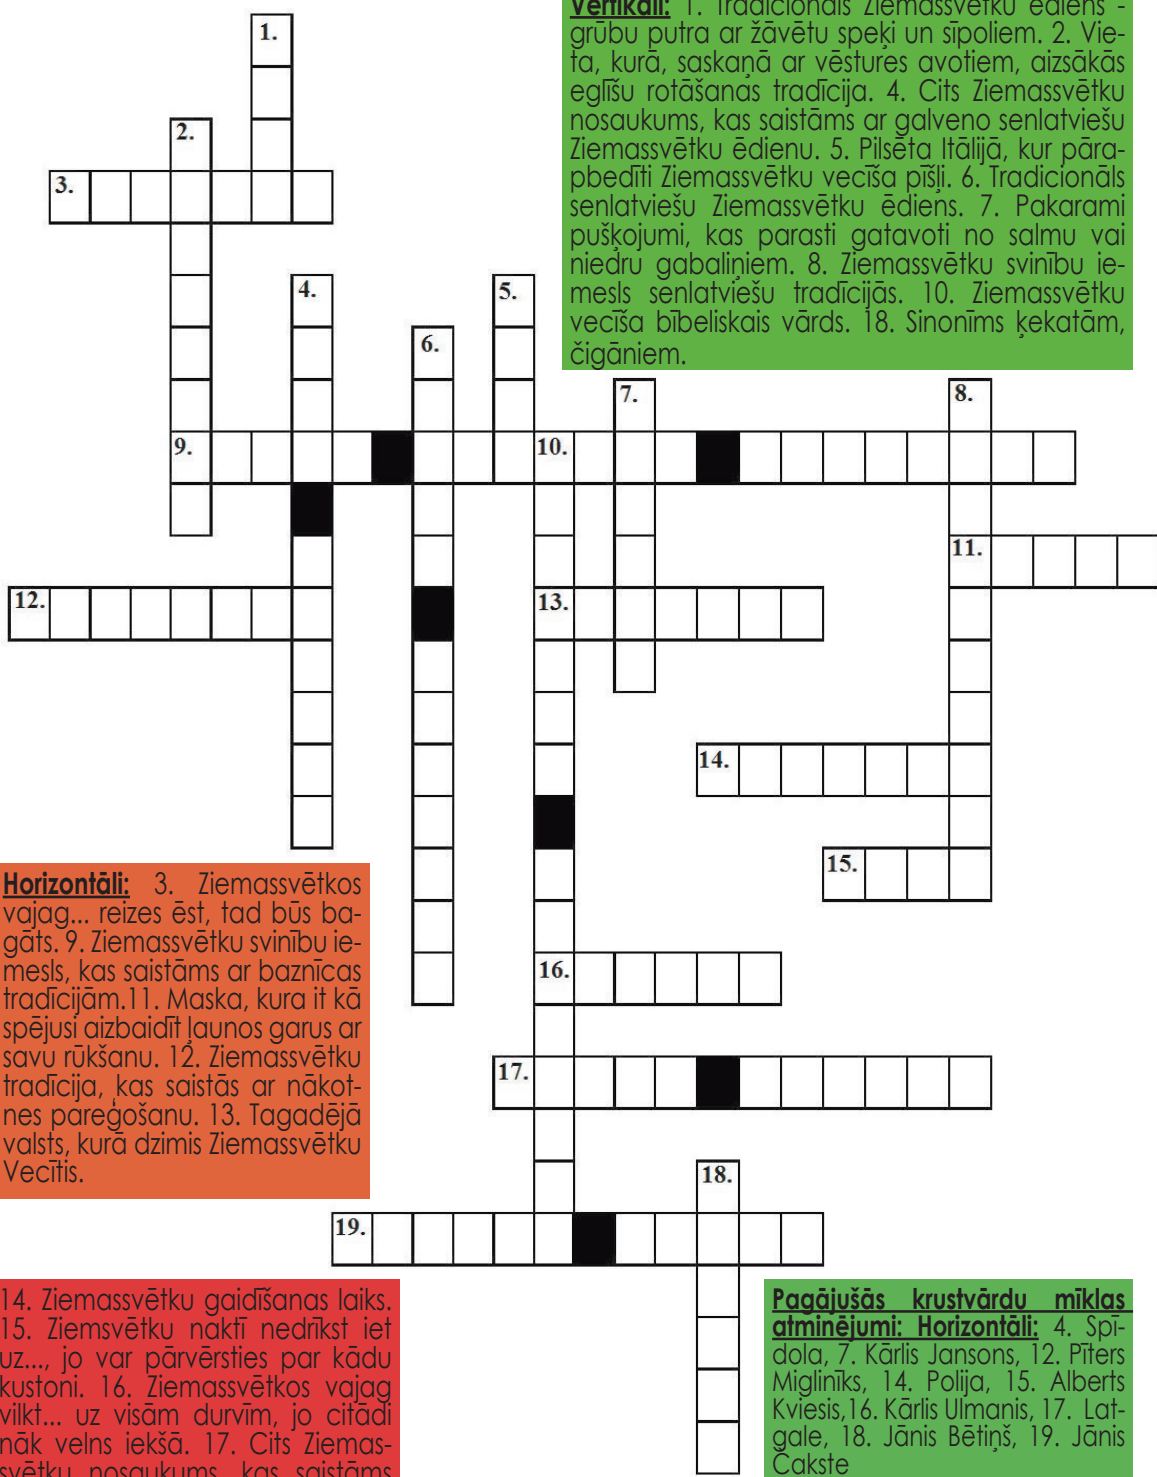 Vertikāli: 1. Tradicionāls Ziemassvētku ēdiens -
grūbu putra ar žāvētu speķi un sīpoliem. 2. Vie-
ta, kurā, saskaņā ar vēstures avotiem, aizsākās
eglīšu rotāšanas tradīcija. 4. Cits Ziemassvētku
nosaukums, kas saistāms ar galveno senlatviešu
Ziemassvētku ēdienu. 5. Pilsēta Itālijā, kur pāra-
pbedīti Ziemassvētku vecīša pīšļi. 6. Tradicionāls
senlatviešu Ziemassvētku ēdiens. 7. Pakarami
pušķojumi, kas parasti gatavoti no salmu vai
niedru gabaliņiem. 8. Ziemassvētku svinību ie-
mesls senlatviešu tradīcijās. 10. Ziemassvētku
vecīša bībeliskais vārds. 18. Sinonīms ķekatām,
čigāniem.
1.
2.
3.
4.
5.
6.
7.
8.
9.
10.
11.
12.
13.
14.
15.
16.
17.
18.
19.
Horizontāli: 3. Ziemassvētkos
vajag... reizes ēst, tad būs ba-
gāts. 9. Ziemassvētku svinību ie-
mesls, kas saistāms ar baznīcas
tradīcijām.11. Maska, kura it kā
spējusi aizbaidīt ļaunos garus ar
savu rūkšanu. 12. Ziemassvētku
tradīcija, kas saistās ar nākot-
nes pareģošanu. 13. Tagadējā
valsts, kurā dzimis Ziemassvētku
Vecītis.
14. Ziemassvētku gaidīšanas laiks.
15. Ziemsvētku naktī nedrīkst iet
uz..., jo var pārvērsties par kādu
kustoni. 16. Ziemassvētkos vajag
vilkt... uz visām durvīm, jo citādi
nāk velns iekšā. 17. Cits Ziemas-
svētku nosaukums, kas saistāms
Pagājušās krustvārdu mīklas
atminējumi: Horizontāli: 4. Spī-
dola, 7. Kārlis Jansons, 12. Pīters
Miglinīks, 14. Polija, 15. Alberts
Kviesis,16. Kārlis Ulmanis, 17. Lat-
gale, 18. Jānis Bētiņš, 19. Jānis
Čakste